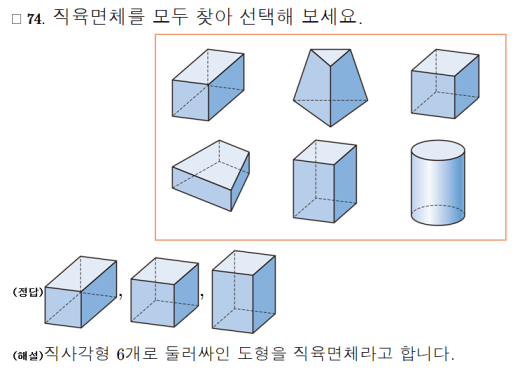 □ 74. 직육면체를 모두 찾아 선택해 보세요.
(정답) , ,
(해설)직사각형 6개로 둘러싸인 도형을 직육면체라고 합니다.